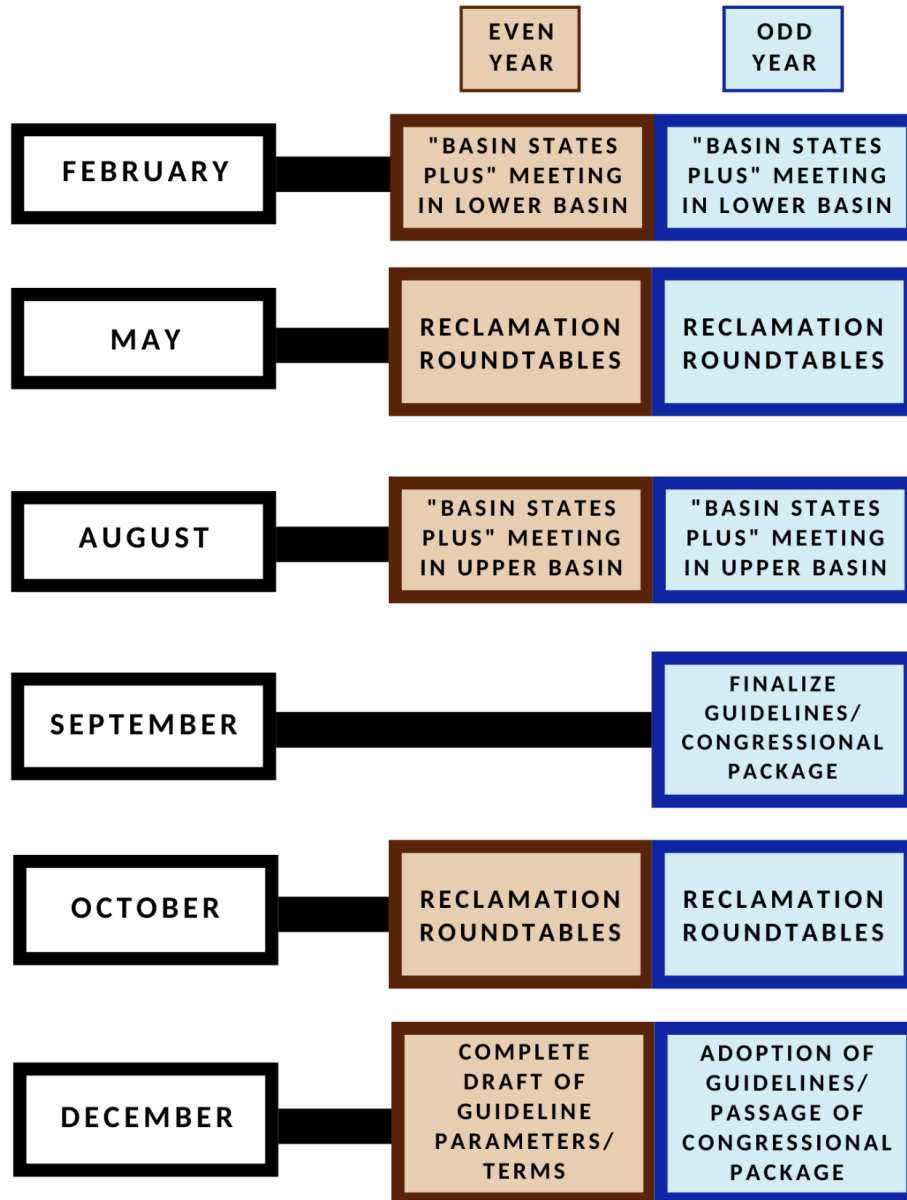 EVEN
YEAR
ODD
YEAR
FEBRUARY
"BASIN STATES
PLUS" MEETING
IN LOWER BASIN
"BASIN STATES
PLUS" MEETING
IN LOWER BASIN
MAY
RECLAMATION
ROUNDTABLES
RECLAMATION
ROUNDTABLES
AUGUST
"BASIN STATES
PLUS" MEETING
IN UPPER BASIN
"BASIN STATES
PLUS" MEETING
IN UPPER BASIN
SEPTEMBER
FINALIZE
GUIDELINES/
CONGRESSIONAL
PACKAGE
OCTOBER
RECLAMATION
ROUNDTABLES
RECLAMATION
ROUNDTABLES
DECEMBER
COMPLETE
DRAFT OF
GUIDELINE
PARAMETERS/
TERMS
ADOPTION OF
GUIDELINES/
PASSAGE OF
CONGRESSIONAL
PACKAGE